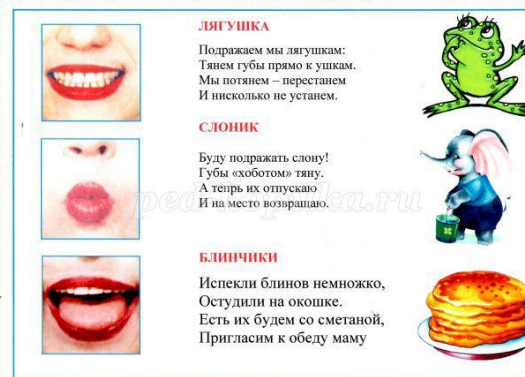 ЛЯГУШКА
Подражаем мы лягушкам:
Тянем губы прямо к ушкам.
Мы потянем – перестанем
И нисколько не устанем.
СЛОНИК
Буду подражать слону!
Губы «хоботом» тяну.
А тепрь их отпускаю
И на место возвращаю.
БЛИНЧИКИ
Испекли блинов немножко,
Остудили на окошке.
Есть их будем со сметаной,
Пригласим к обеду маму